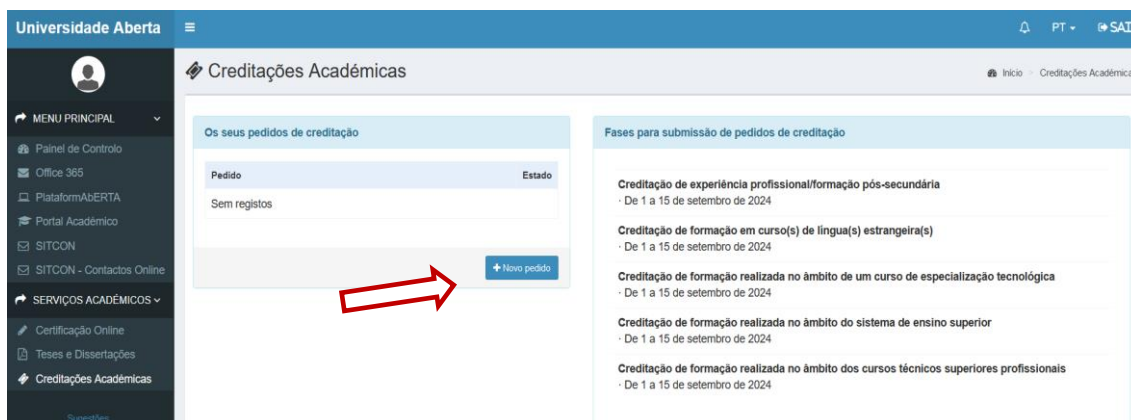 Universidade Aberta
PT
Creditações Académicas
Início
Creditações
MENU PRINCIPAL
Painel de Controlo
Office 365
PlataformAbERTA
Portal Académico
SITCON
SITCON - Contactos Online
SERVIÇOS ACADÉMICOS
Certificação Online
Teses e Dissertações
Creditações Académicas
Sugestões
Os seus pedidos de creditação
Pedido Estado
Sem registos
Novo pedido
Fases para submissão de pedidos de creditação
Creditação de experiência profissional/formação pós-secundária
· De 1 a 15 de setembro de 2024
Creditação de formação em curso(s) de língua(s) estrangeira(s)
· De 1 a 15 de setembro de 2024
Creditação de formação realizada no âmbito de um curso de especialização tecnológica
· De 1 a 15 de setembro de 2024
Creditação de formação realizada no âmbito do sistema de ensino superior
· De 1 a 15 de setembro de 2024
Creditação de formação realizada no âmbito dos cursos técnicos superiores profissionais
· De 1 a 15 de setembro de 2024